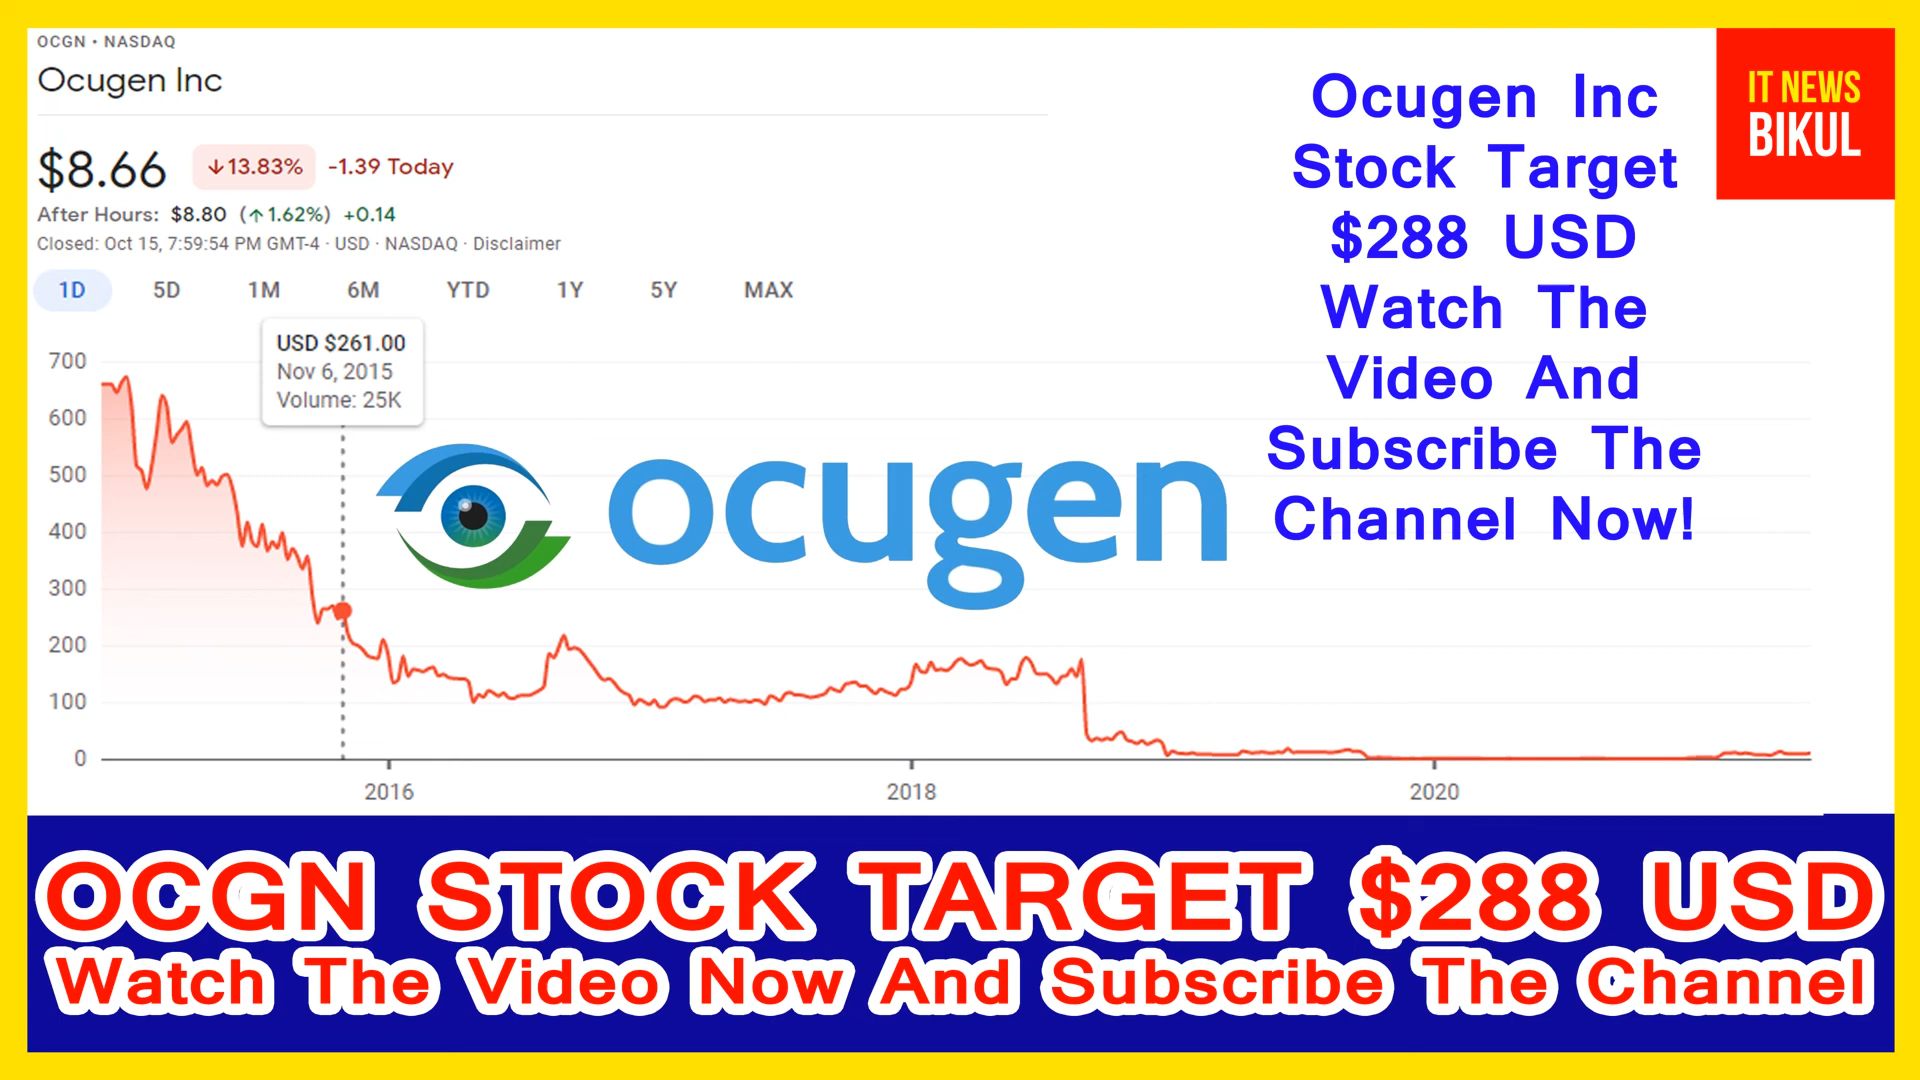 OCGN • NASDAQ
Ocugen Inc
$8.66 ↓13.83% -1.39 Today
After Hours: $8.80 (↑1.62%) +0.14
Closed: Oct 15, 7:59:54 PM GMT-4 · USD · NASDAQ · Disclaimer
1D 5D 1M 6M YTD 1Y 5Y MAX
USD $261.00
Nov 6, 2015
Volume: 25K
700
600
500
400
300
200
100
0
2016 2018 2020
ocugen
Ocugen Inc
Stock Target
$288 USD
Watch The
Video And
Subscribe The
Channel Now!
IT NEWS
BIKUL
OCGN STOCK TARGET $288 USD
Watch The Video Now And Subscribe The Channel